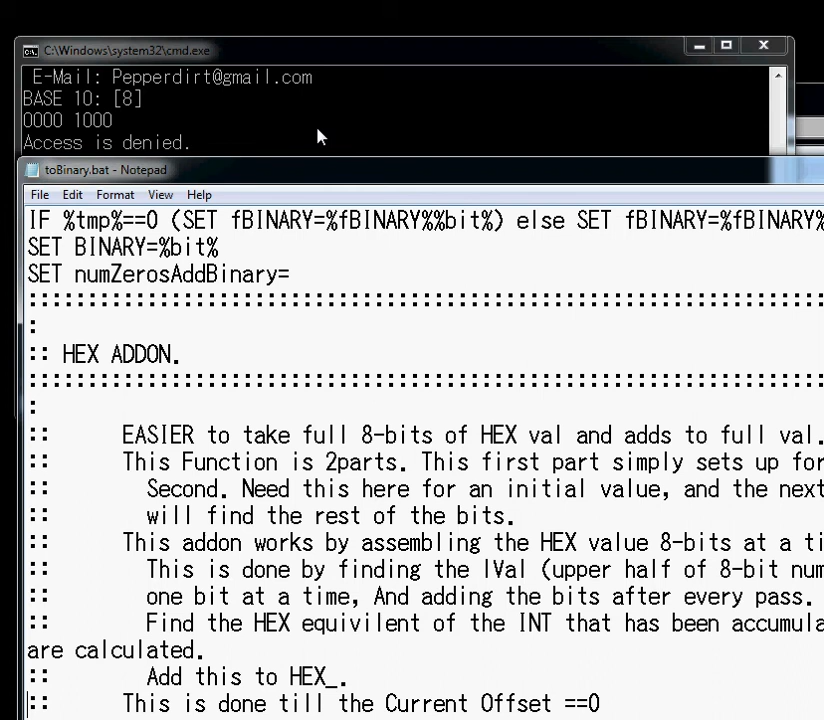 C:\Windows\system32\cmd.exe
E-Mail: Pepperdirt@gmail.com
BASE 10: [8]
0000 1000
Access is denied.
toBinary.bat - Notepad
File Edit Format View Help
IF %tmp%==0 (SET fBINARY=%fBINARY%%bit%) else SET fBINARY=%fBINARY%
SET BINARY=%bit%
SET numZerosAddBinary=
:::::::::::::::::::::::::::::::::::::::::::::::::::::::::::::::::::
:
:: HEX ADDON.
:::::::::::::::::::::::::::::::::::::::::::::::::::::::::::::::::::
:
:: EASIER to take full 8-bits of HEX val and adds to full val.
:: This Function is 2parts. This first part simply sets up for
:: Second. Need this here for an initial value, and the next
:: will find the rest of the bits.
:: This addon works by assembling the HEX value 8-bits at a ti
:: This is done by finding the lVal (upper half of 8-bit num
:: one bit at a time, And adding the bits after every pass.
:: Find the HEX equivilent of the INT that has been accumula
are calculated.
:: Add this to HEX_.
:: This is done till the Current Offset ==0